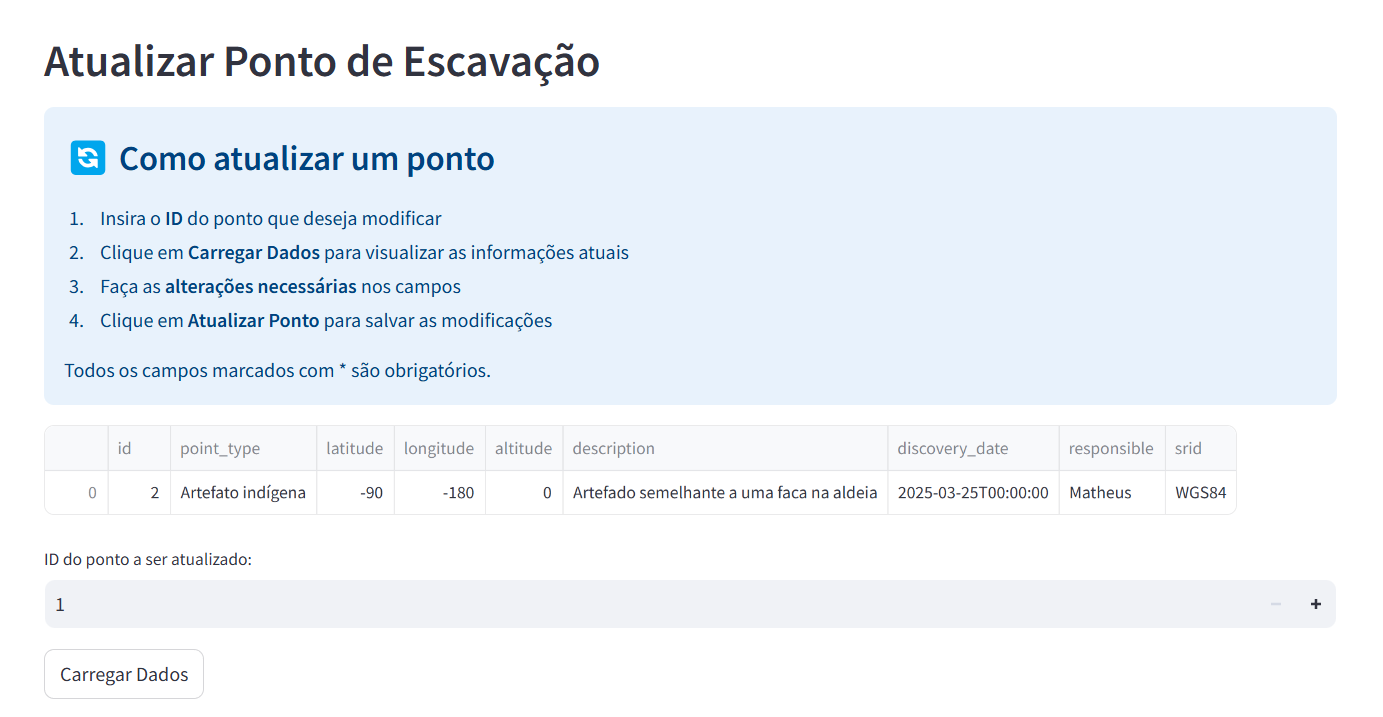 Atualizar Ponto de Escavação
Como atualizar um ponto
1. Insira o ID do ponto que deseja modificar
2. Clique em Carregar Dados para visualizar as informações atuais
3. Faça as alterações necessárias nos campos
4. Clique em Atualizar Ponto para salvar as modificações
Todos os campos marcados com * são obrigatórios.
id point_type latitude longitude altitude description discovery_date responsible srid
0 2 Artefato indígena -90 -180 0 Artefado semelhante a uma faca na aldeia 2025-03-25T00:00:00 Matheus WGS84
ID do ponto a ser atualizado:
1 − +
Carregar Dados